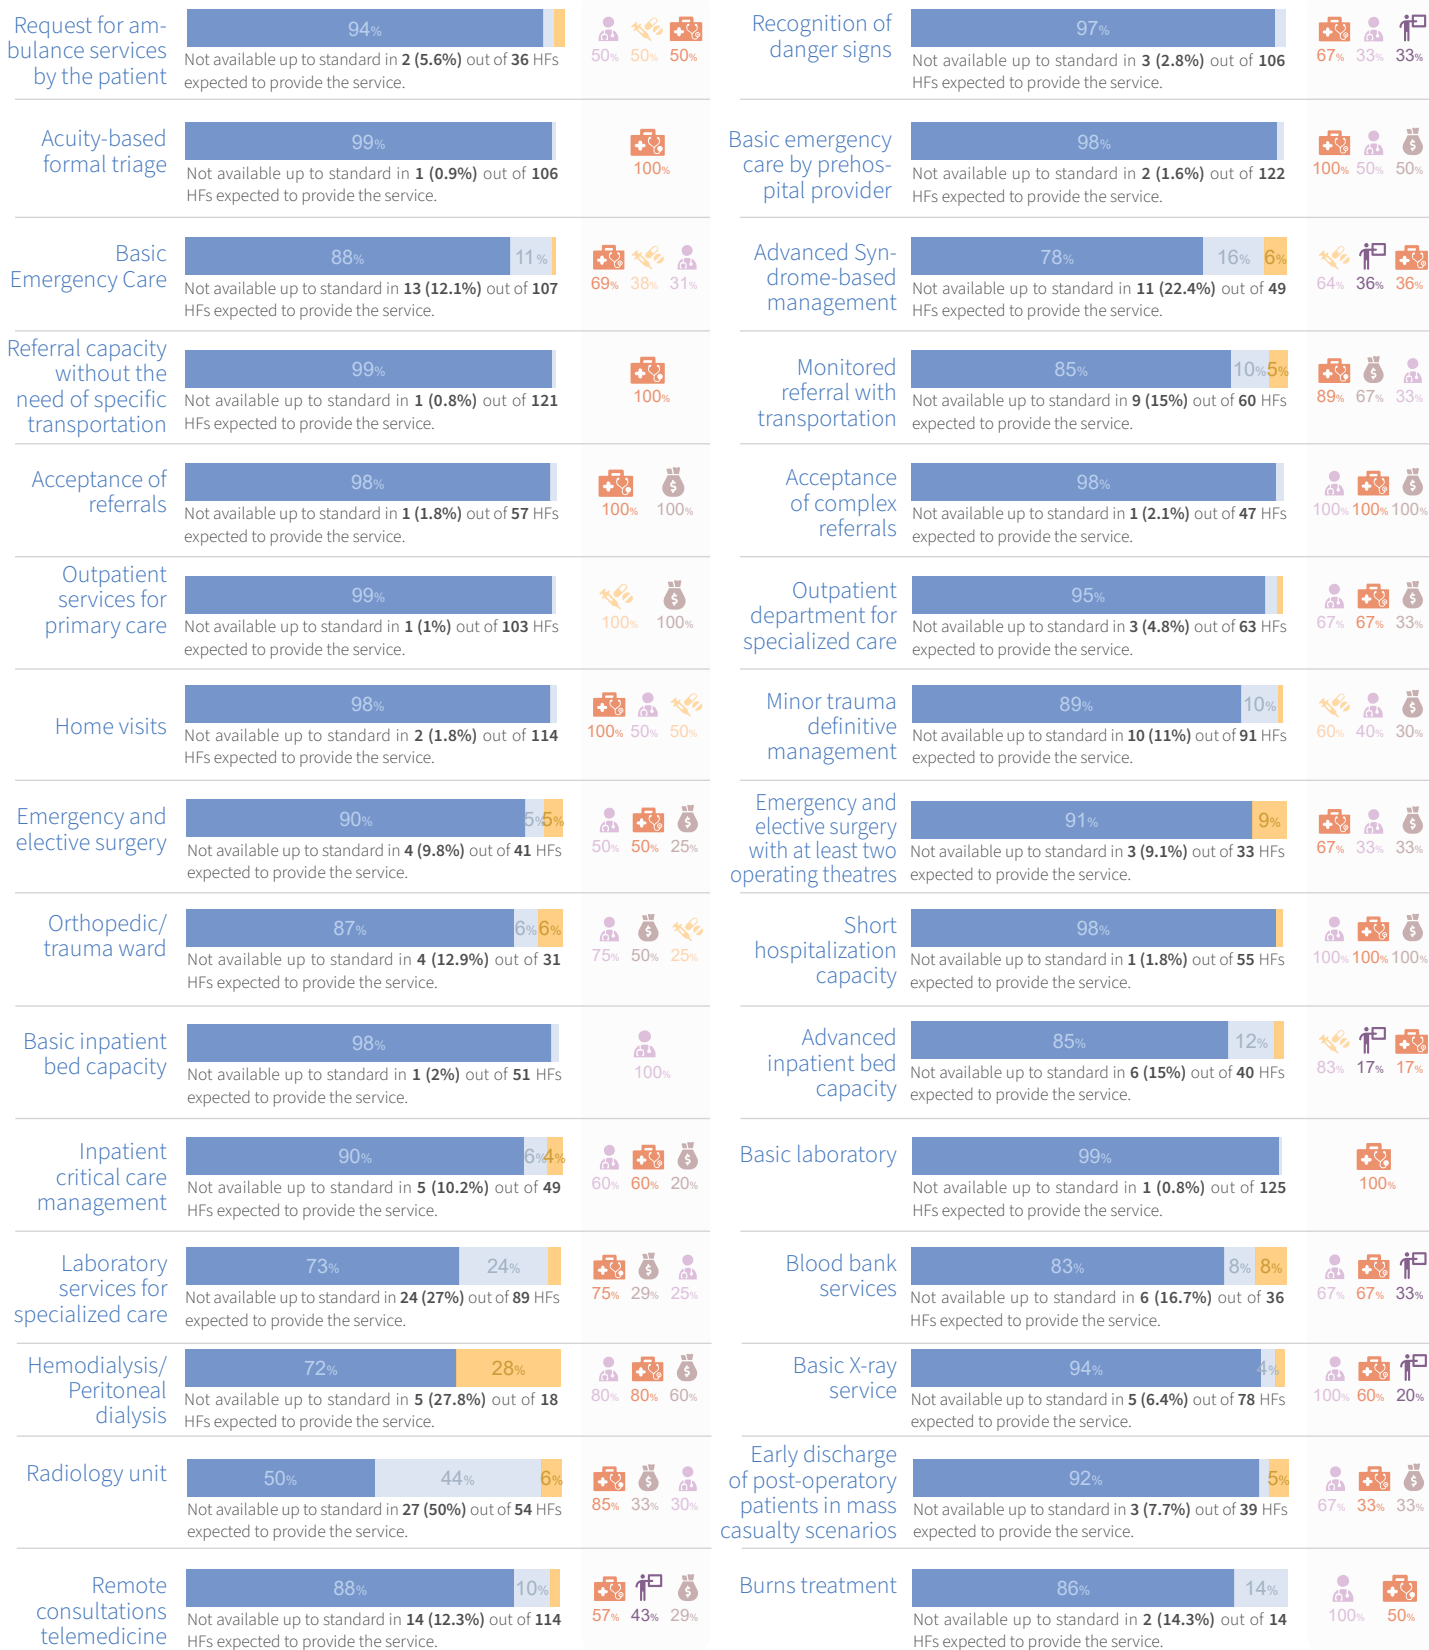 Request for am-
bulance services
by the patient
94%
Not available up to standard in 2 (5.6%) out of 36 HFs
expected to provide the service.
50% 50% 50%
Recognition of
danger signs
97%
Not available up to standard in 3 (2.8%) out of 106
HFs expected to provide the service.
67% 33% 33%
Acuity-based
formal triage
99%
Not available up to standard in 1 (0.9%) out of 106
HFs expected to provide the service.
100%
Basic emergency
care by prehos-
pital provider
98%
Not available up to standard in 2 (1.6%) out of 122
HFs expected to provide the service.
100% 50% 50%
Basic
Emergency Care
88% 11%
Not available up to standard in 13 (12.1%) out of 107
HFs expected to provide the service.
69% 38% 31%
Advanced Syn-
drome-based
management
78% 16% 6%
Not available up to standard in 11 (22.4%) out of 49
HFs expected to provide the service.
64% 36% 36%
Referral capacity
without the
need of specific
transportation
99%
Not available up to standard in 1 (0.8%) out of 121
HFs expected to provide the service.
100%
Monitored
referral with
transportation
85% 10% 5%
Not available up to standard in 9 (15%) out of 60 HFs
expected to provide the service.
89% 67% 33%
Acceptance of
referrals
98%
Not available up to standard in 1 (1.8%) out of 57 HFs
expected to provide the service.
100% 100%
Acceptance
of complex
referrals
98%
Not available up to standard in 1 (2.1%) out of 47 HFs
expected to provide the service.
100% 100% 100%
Outpatient
services for
primary care
99%
Not available up to standard in 1 (1%) out of 103 HFs
expected to provide the service.
100% 100%
Outpatient
department for
specialized care
95%
Not available up to standard in 3 (4.8%) out of 63 HFs
expected to provide the service.
67% 67% 33%
Home visits
98%
Not available up to standard in 2 (1.8%) out of 114
HFs expected to provide the service.
100% 50% 50%
Minor trauma
definitive
management
89% 10%
Not available up to standard in 10 (11%) out of 91 HFs
expected to provide the service.
60% 40% 30%
Emergency and
elective surgery
90% 5% 5%
Not available up to standard in 4 (9.8%) out of 41 HFs
expected to provide the service.
50% 50% 25%
Emergency and
elective surgery
with at least two
operating theatres
91% 9%
Not available up to standard in 3 (9.1%) out of 33 HFs
expected to provide the service.
67% 33% 33%
Orthopedic/
trauma ward
87% 6% 6%
Not available up to standard in 4 (12.9%) out of 31
HFs expected to provide the service.
75% 50% 25%
Short
hospitalization
capacity
98%
Not available up to standard in 1 (1.8%) out of 55 HFs
expected to provide the service.
100% 100% 100%
Basic inpatient
bed capacity
98%
Not available up to standard in 1 (2%) out of 51 HFs
expected to provide the service.
100%
Advanced
inpatient bed
capacity
85% 12%
Not available up to standard in 6 (15%) out of 40 HFs
expected to provide the service.
83% 17% 17%
Inpatient
critical care
management
90% 6% 4%
Not available up to standard in 5 (10.2%) out of 49
HFs expected to provide the service.
60% 60% 20%
Basic laboratory
99%
Not available up to standard in 1 (0.8%) out of 125
HFs expected to provide the service.
100%
Laboratory
services for
specialized care
73% 24%
Not available up to standard in 24 (27%) out of 89 HFs
expected to provide the service.
75% 29% 25%
Blood bank
services
83% 8% 8%
Not available up to standard in 6 (16.7%) out of 36
HFs expected to provide the service.
67% 67% 33%
Hemodialysis/
Peritoneal
dialysis
72% 28%
Not available up to standard in 5 (27.8%) out of 18
HFs expected to provide the service.
80% 80% 60%
Basic X-ray
service
94% 4%
Not available up to standard in 5 (6.4%) out of 78 HFs
expected to provide the service.
100% 60% 20%
Radiology unit
50% 44% 6%
Not available up to standard in 27 (50%) out of 54 HFs
expected to provide the service.
85% 33% 30%
Early discharge
of post-operatory
patients in mass
casualty scenarios
92% 5%
Not available up to standard in 3 (7.7%) out of 39 HFs
expected to provide the service.
67% 33% 33%
Remote
consultations
telemedicine
88% 10%
Not available up to standard in 14 (12.3%) out of 114
HFs expected to provide the service.
57% 43% 29%
Burns treatment
86% 14%
Not available up to standard in 2 (14.3%) out of 14
HFs expected to provide the service.
100% 50%